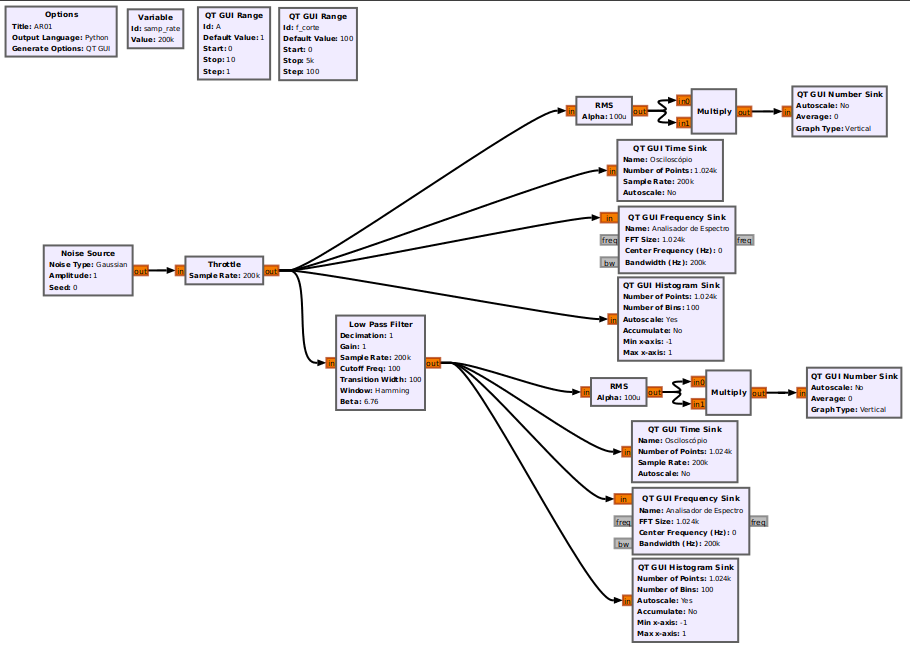 Options
Title: AR01
Output Language: Python
Generate Options: QT GUI
Variable
Id: samp_rate
Value: 200k
QT GUI Range
Id: A
Default Value: 1
Start: 0
Stop: 10
Step: 1
QT GUI Range
Id: f_corte
Default Value: 100
Start: 0
Stop: 5k
Step: 100
Noise Source
Noise Type: Gaussian
Amplitude: 1
Seed: 0
out
in
Throttle
Sample Rate: 200k
out
in
RMS
Alpha: 100u
out
in0
in1
Multiply
out
in
QT GUI Number Sink
Autoscale: No
Average: 0
Graph Type: Vertical
in
QT GUI Time Sink
Name: Osciloscópio
Number of Points: 1.024k
Sample Rate: 200k
Autoscale: No
in
freq
bw
QT GUI Frequency Sink
Name: Analisador de Espectro
FFT Size: 1.024k
Center Frequency (Hz): 0
Bandwidth (Hz): 200k
freq
in
QT GUI Histogram Sink
Number of Points: 1.024k
Number of Bins: 100
Autoscale: Yes
Accumulate: No
Min x-axis: -1
Max x-axis: 1
in
Low Pass Filter
Decimation: 1
Gain: 1
Sample Rate: 200k
Cutoff Freq: 100
Transition Width: 100
Window: Hamming
Beta: 6.76
out
in
RMS
Alpha: 100u
out
in0
in1
Multiply
out
in
QT GUI Number Sink
Autoscale: No
Average: 0
Graph Type: Vertical
in
QT GUI Time Sink
Name: Osciloscópio
Number of Points: 1.024k
Sample Rate: 200k
Autoscale: No
in
freq
bw
QT GUI Frequency Sink
Name: Analisador de Espectro
FFT Size: 1.024k
Center Frequency (Hz): 0
Bandwidth (Hz): 200k
freq
in
QT GUI Histogram Sink
Number of Points: 1.024k
Number of Bins: 100
Autoscale: Yes
Accumulate: No
Min x-axis: -1
Max x-axis: 1